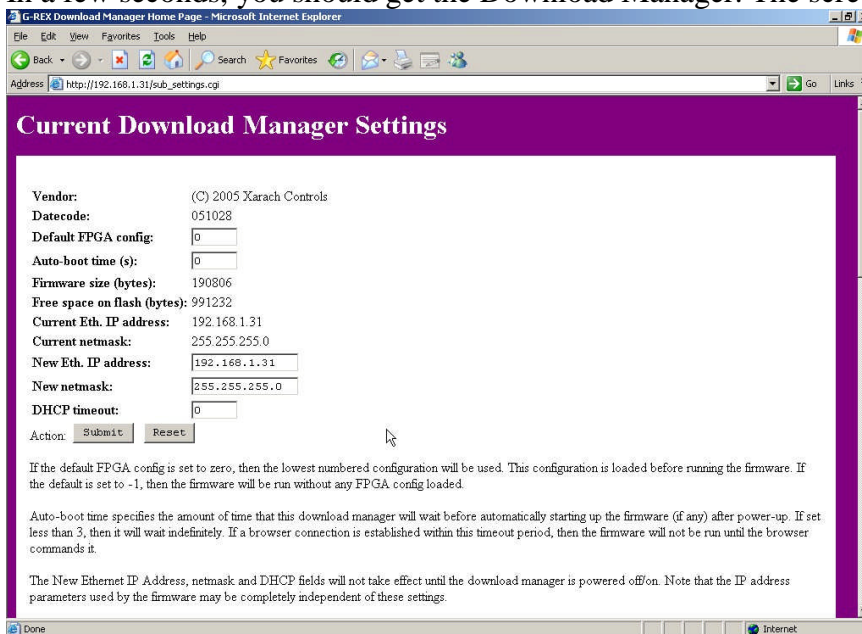 In a few seconds, you should get the Download Manager. The scre
G-REX Download Manager Home Page - Microsoft Internet Explorer
File Edit View Favorites Tools Help
Back Search Favorites
Address http://192.168.1.31/sub_settings.cgi Go Links
Current Download Manager Settings
Vendor: (C) 2005 Xarach Controls
Datecode: 051028
Default FPGA config: 0
Auto-boot time (s): 0
Firmware size (bytes): 190806
Free space on flash (bytes): 991232
Current Eth. IP address: 192.168.1.31
Current netmask: 255.255.255.0
New Eth. IP address: 192.168.1.31
New netmask: 255.255.255.0
DHCP timeout: 0
Action: Submit Reset
If the default FPGA config is set to zero, then the lowest numbered configuration will be used. This configuration is loaded before running the firmware. If
the default is set to -1, then the firmware will be run without any FPGA config loaded.
Auto-boot time specifies the amount of time that this download manager will wait before automatically starting up the firmware (if any) after power-up. If set
less than 3, then it will wait indefinitely. If a browser connection is established within this timeout period, then the firmware will not be run until the browser
commands it.
The New Ethernet IP Address, netmask and DHCP fields will not take effect until the download manager is powered off/on. Note that the IP address
parameters used by the firmware may be completely independent of these settings.
Done Internet